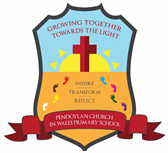 GROWING TOGETHER
TOWARDS THE LIGHT
INSPIRE
TRANSFORM
REFLECT
PENDOYLAN CHURCH
IN WALES PRIMARY SCHOOL